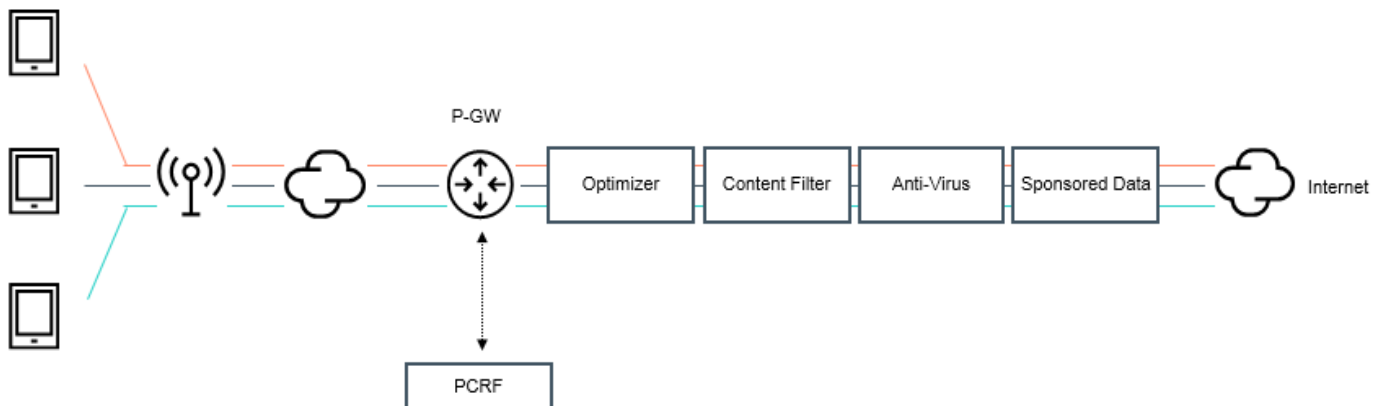 P-GW
Optimizer
Content Filter
Anti-Virus
Sponsored Data
Internet
PCRF